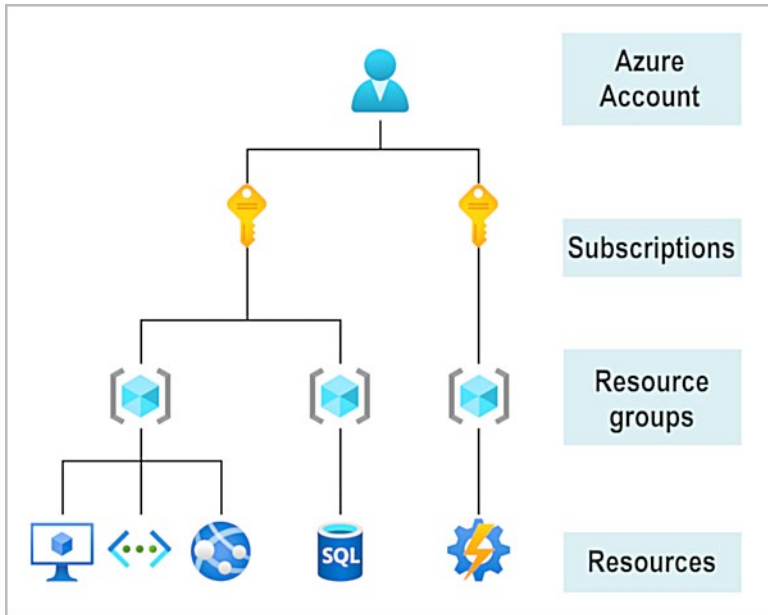 Azure
Account
Subscriptions
Resource
groups
SQL
Resources